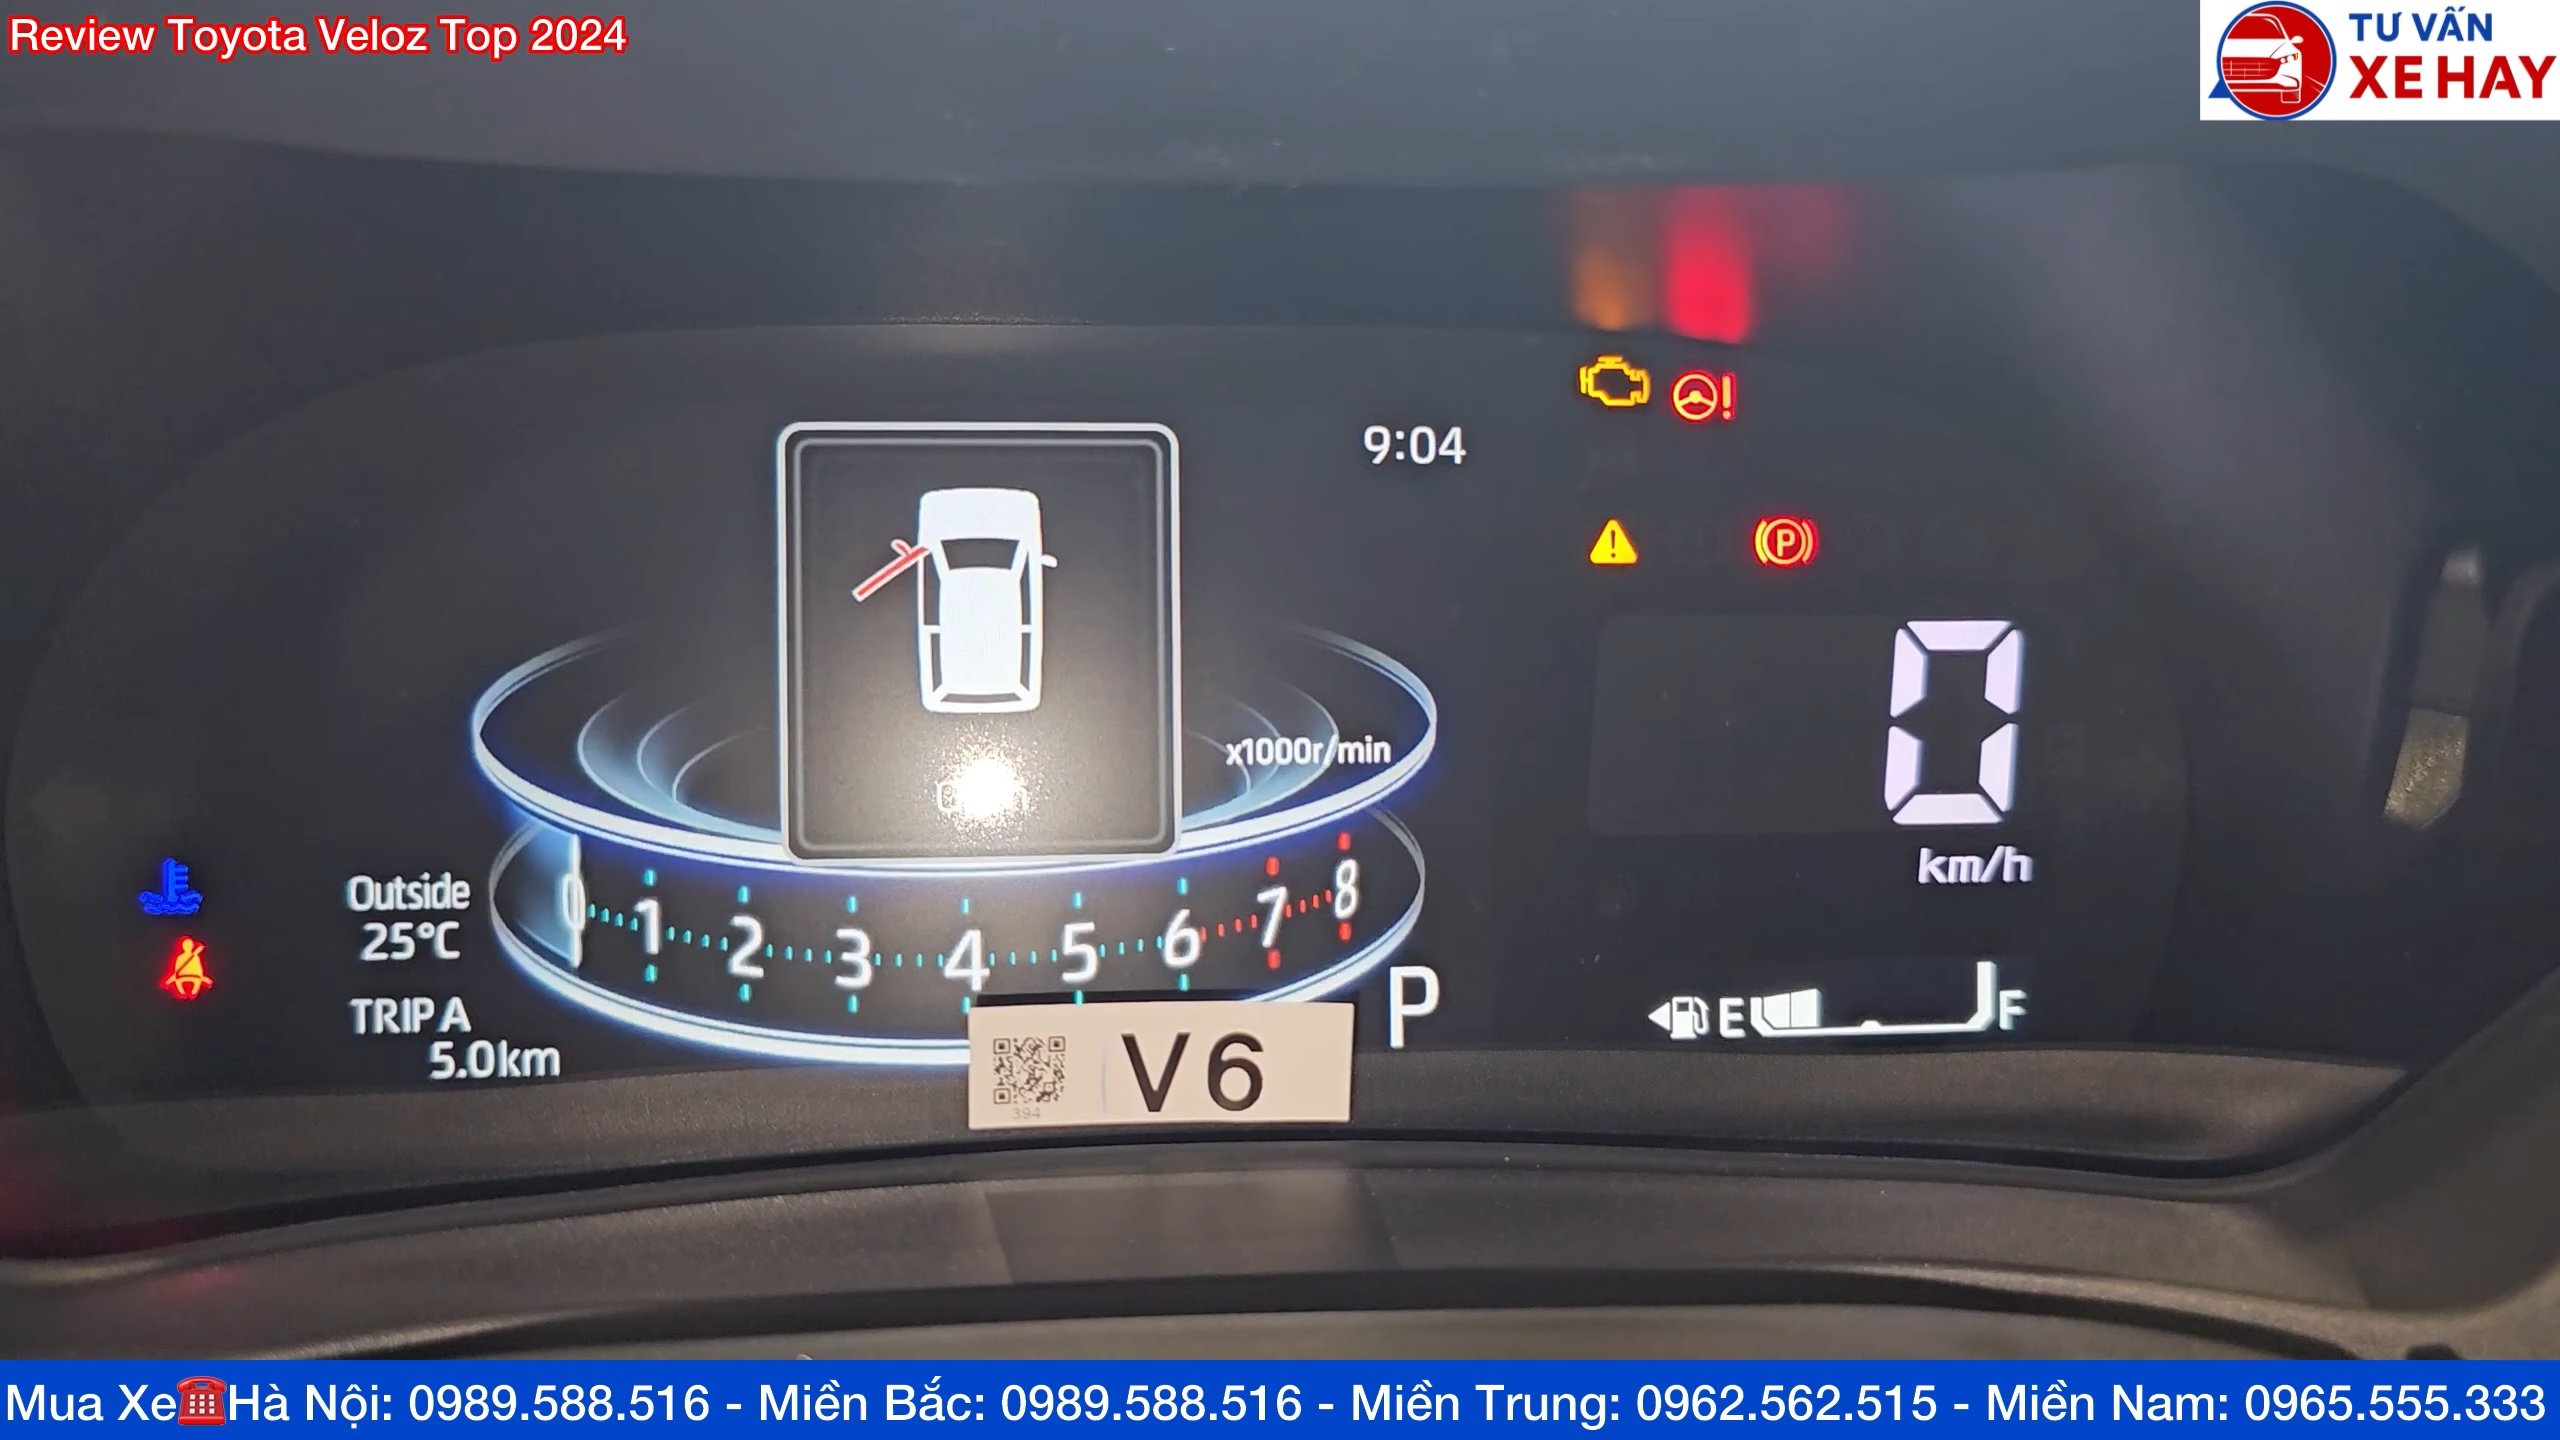 Review Toyota Veloz Top 2024
TƯ VẤN
XE HAY
9:04
x1000r/min
0
km/h
Outside
25°C
0 1 2 3 4 5 6 7 8
TRIP A
5.0km
P
E F
394
V6
Mua Xe☎Hà Nội: 0989.588.516 - Miền Bắc: 0989.588.516 - Miền Trung: 0962.562.515 - Miền Nam: 0965.555.333